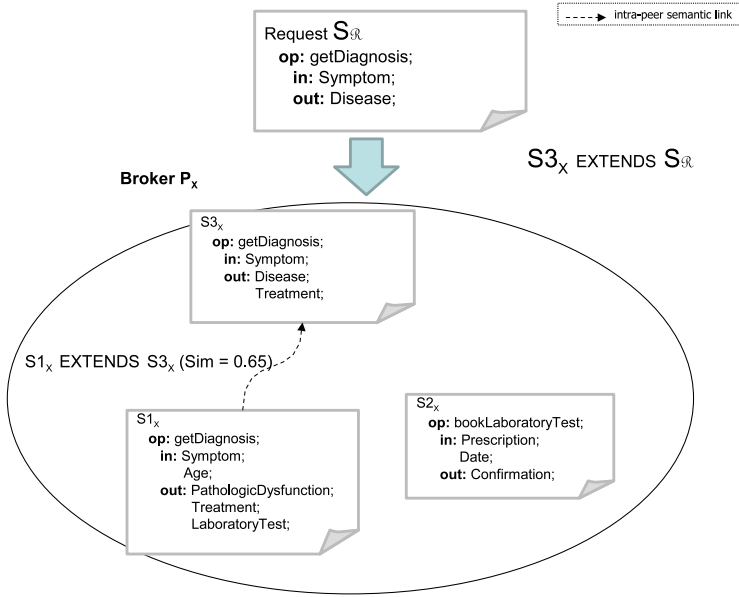 intra-peer semantic link
Request Sℛ
op: getDiagnosis;
in: Symptom;
out: Disease;
S3X EXTENDS Sℛ
Broker PX
S3X
op: getDiagnosis;
in: Symptom;
out: Disease;
Treatment;
S1X EXTENDS S3X (Sim = 0.65)
S1X
op: getDiagnosis;
in: Symptom;
Age;
out: PathologicDysfunction;
Treatment;
LaboratoryTest;
S2X
op: bookLaboratoryTest;
in: Prescription;
Date;
out: Confirmation;